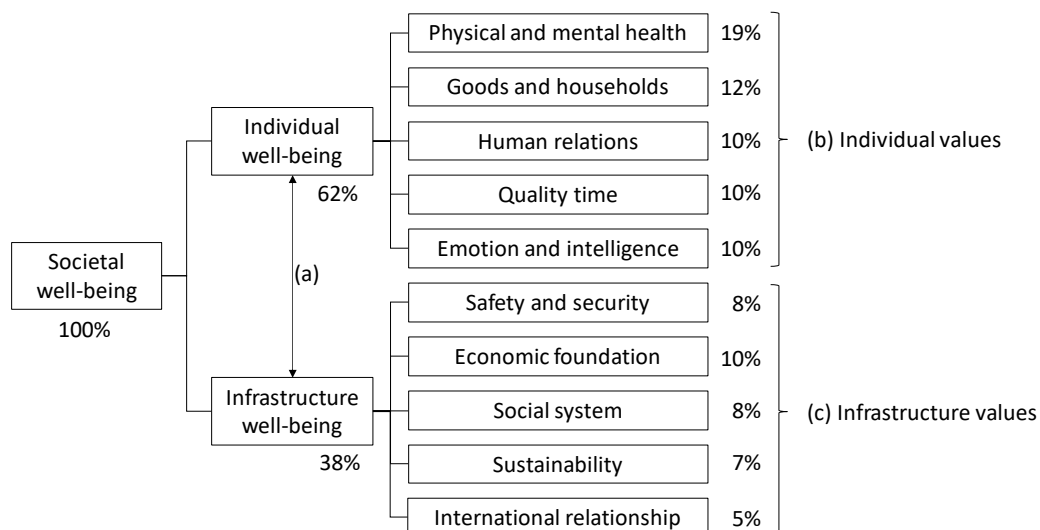 Societal
well-being
100%
Individual
well-being
62%
(a)
Infrastructure
well-being
38%
Physical and mental health 19%
Goods and households 12%
Human relations 10%
Quality time 10%
Emotion and intelligence 10%
(b) Individual values
Safety and security 8%
Economic foundation 10%
Social system 8%
Sustainability 7%
International relationship 5%
(c) Infrastructure values